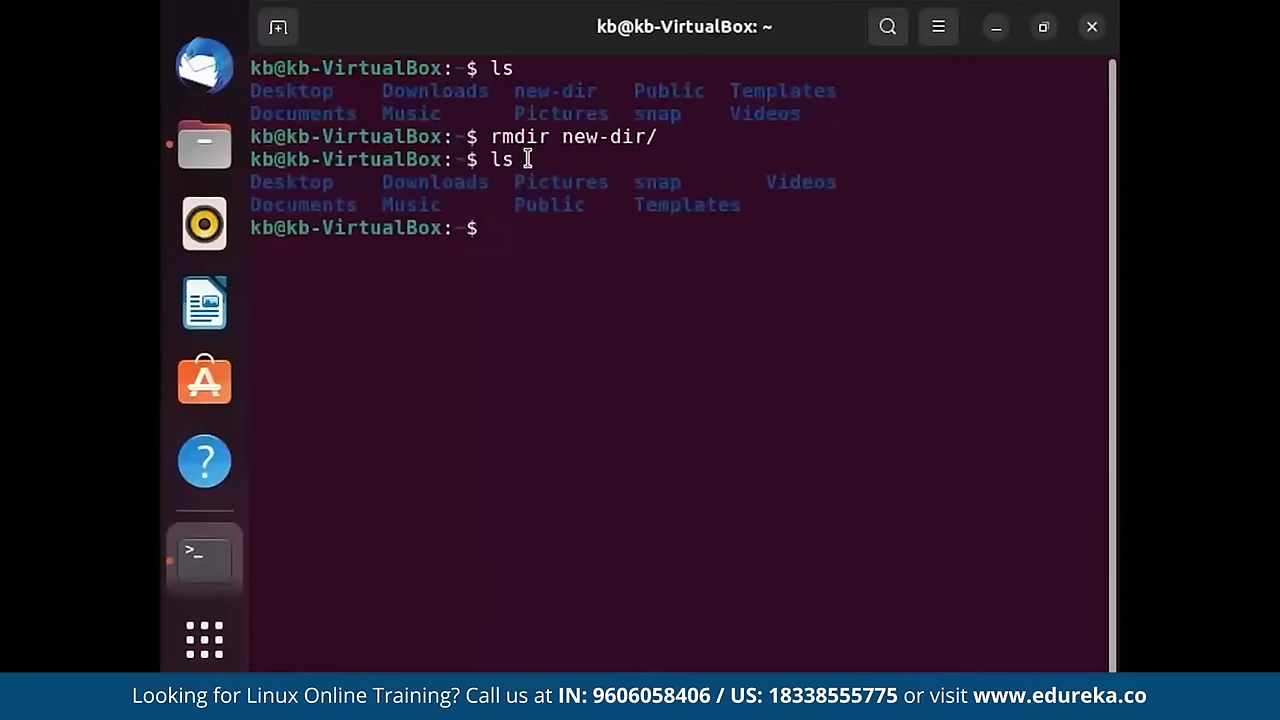 kb@kb-VirtualBox: ~
kb@kb-VirtualBox:~$ ls
Desktop Downloads new-dir Public Templates
Documents Music Pictures snap Videos
kb@kb-VirtualBox:~$ rmdir new-dir/
kb@kb-VirtualBox:~$ ls
Desktop Downloads Pictures snap Videos
Documents Music Public Templates
kb@kb-VirtualBox:~$
Looking for Linux Online Training? Call us at IN: 9606058406 / US: 18338555775 or visit www.edureka.co